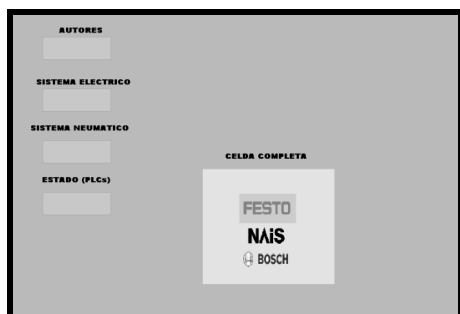 AUTORES
SISTEMA ELECTRICO
SISTEMA NEUMATICO
ESTADO (PLCs)
CELDA COMPLETA
FESTO
NAiS
BOSCH